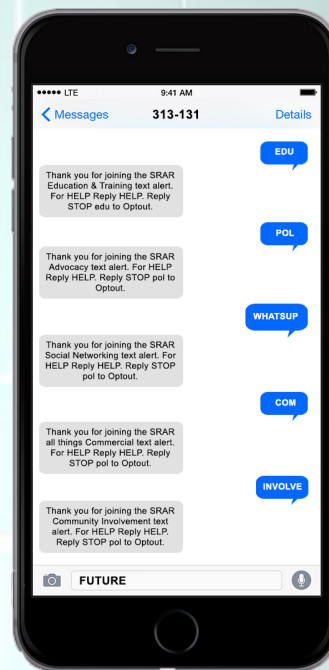 LTE 9:41 AM
Messages 313-131 Details
EDU
Thank you for joining the SRAR
Education & Training text alert.
For HELP Reply HELP. Reply
STOP edu to Optout.
POL
Thank you for joining the SRAR
Advocacy text alert. For HELP
Reply HELP. Reply STOP pol to
Optout.
WHATSUP
Thank you for joining the SRAR
Social Networking text alert. For
HELP Reply HELP. Reply STOP
pol to Optout.
COM
Thank you for joining the SRAR
all things Commercial text alert.
For HELP Reply HELP. Reply
STOP pol to Optout.
INVOLVE
Thank you for joining the SRAR
Community Involvement text
alert. For HELP Reply HELP.
Reply STOP pol to Optout.
FUTURE